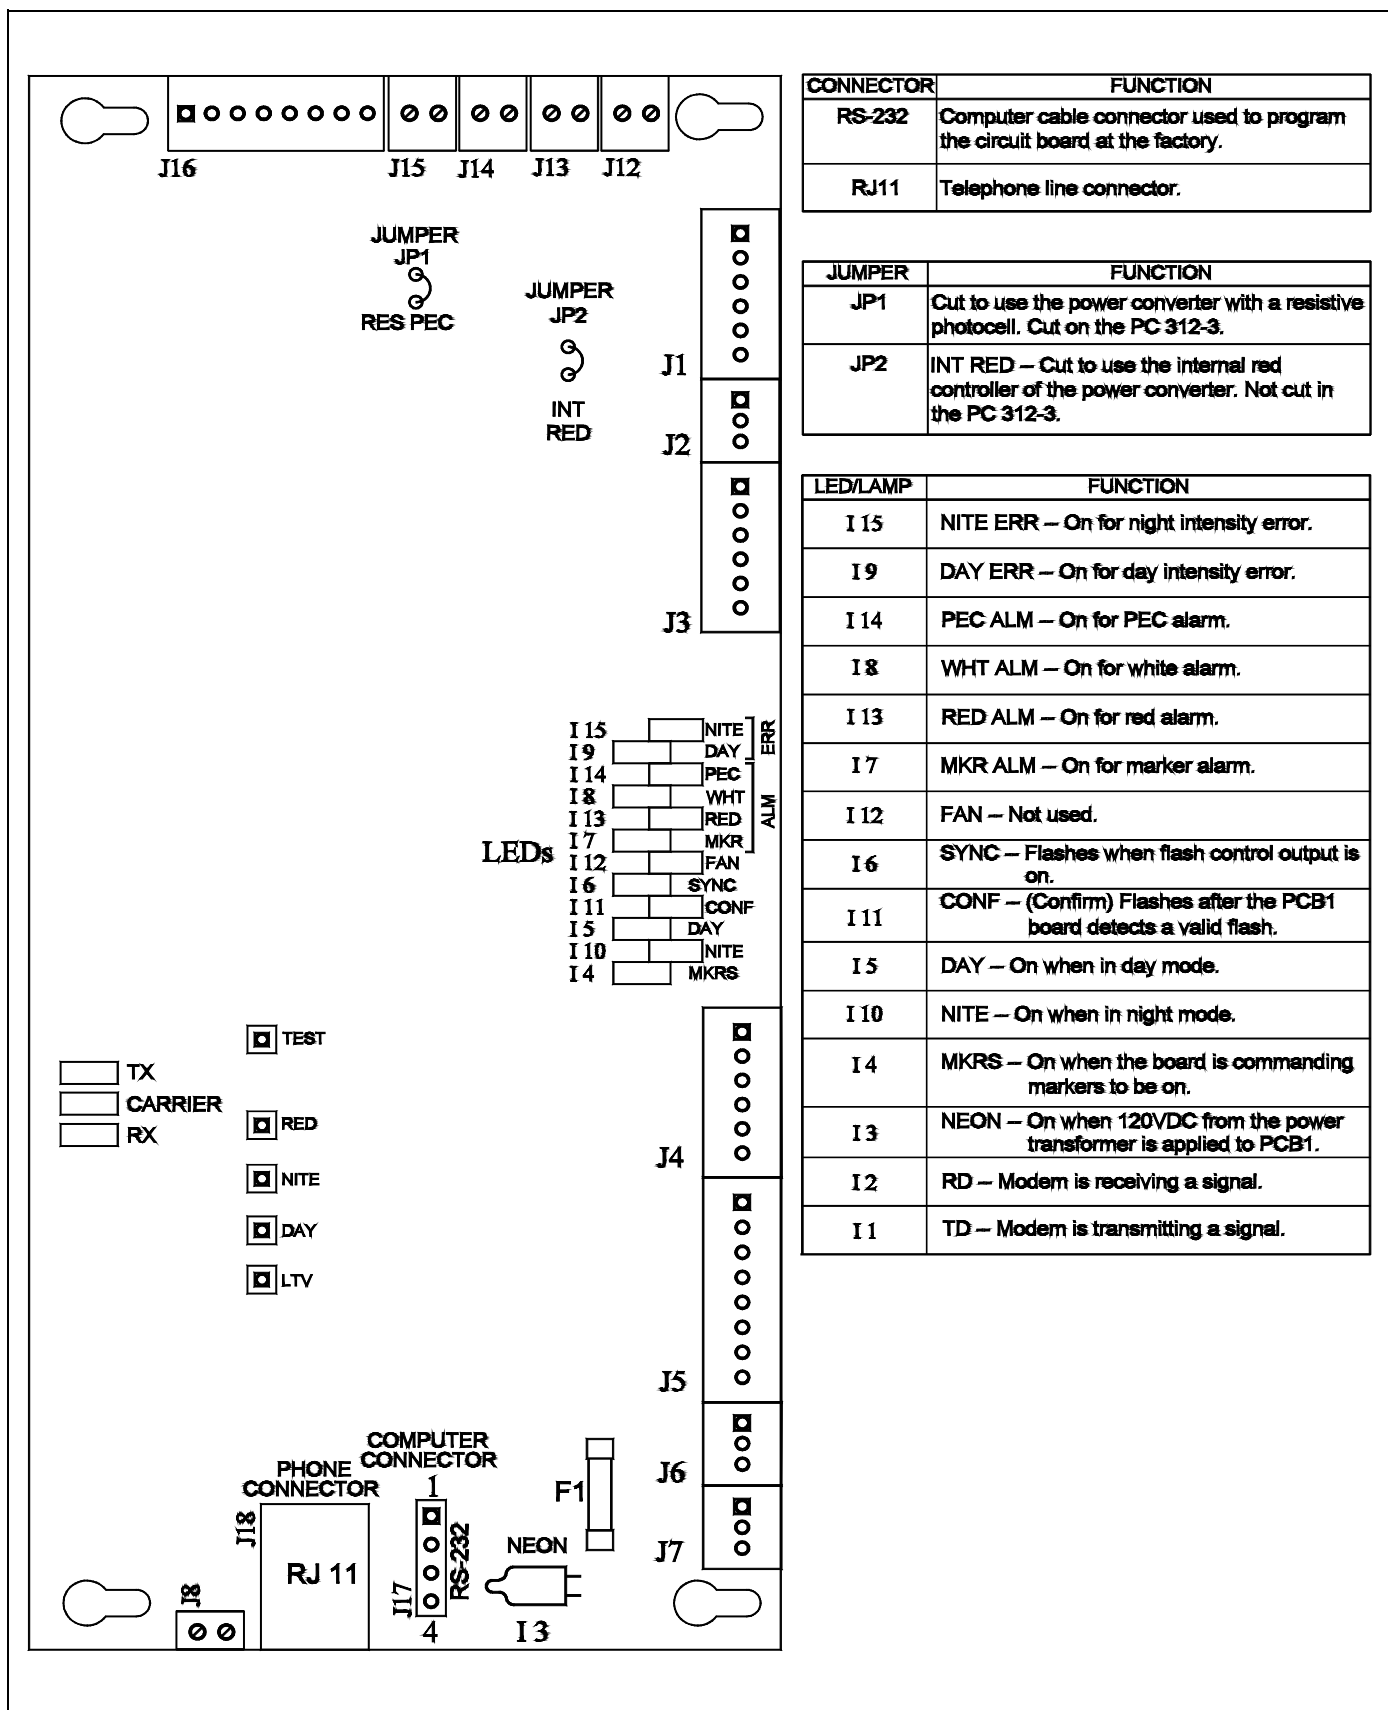 J16
J15
J14
J13
J12
JUMPER
JP1
RES PEC
JUMPER
JP2
INT
RED
J1
J2
J3
LEDs
I 15 NITE
I 9 DAY
ERR
I 14 PEC
I 8 WHT
I 13 RED
I 7 MKR
ALM
I 12 FAN
I 6 SYNC
I 11 CONF
I 5 DAY
I 10 NITE
I 4 MKRS
TEST
TX
CARRIER
RX
RED
NITE
DAY
LTV
J4
J5
J6
J7
COMPUTER
CONNECTOR
1
PHONE
CONNECTOR
F1
J18
RJ 11
J17
RS-232
4
NEON
I 3
J8
CONNECTOR FUNCTION
RS-232 Computer cable connector used to program
the circuit board at the factory.
RJ11 Telephone line connector.
JUMPER FUNCTION
JP1 Cut to use the power converter with a resistive
photocell. Cut on the PC 312-3.
JP2 INT RED – Cut to use the internal red
controller of the power converter. Not cut in
the PC 312-3.
LED/LAMP FUNCTION
I 15 NITE ERR – On for night intensity error.
I 9 DAY ERR – On for day intensity error.
I 14 PEC ALM – On for PEC alarm.
I 8 WHT ALM – On for white alarm.
I 13 RED ALM – On for red alarm.
I 7 MKR ALM – On for marker alarm.
I 12 FAN – Not used.
I 6 SYNC – Flashes when flash control output is
on.
I 11 CONF – (Confirm) Flashes after the PCB1
board detects a valid flash.
I 5 DAY – On when in day mode.
I 10 NITE – On when in night mode.
I 4 MKRS – On when the board is commanding
markers to be on.
I 3 NEON – On when 120VDC from the power
transformer is applied to PCB1.
I 2 RD – Modem is receiving a signal.
I 1 TD – Modem is transmitting a signal.